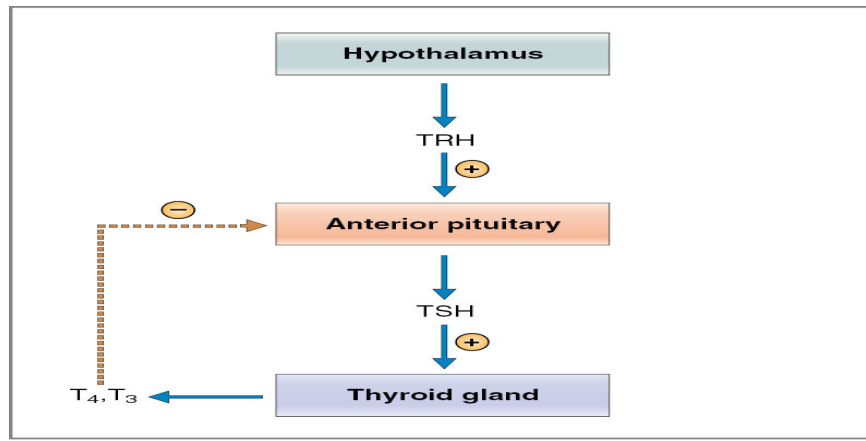 Hypothalamus
TRH
+
−
Anterior pituitary
TSH
+
T₄,T₃
Thyroid gland